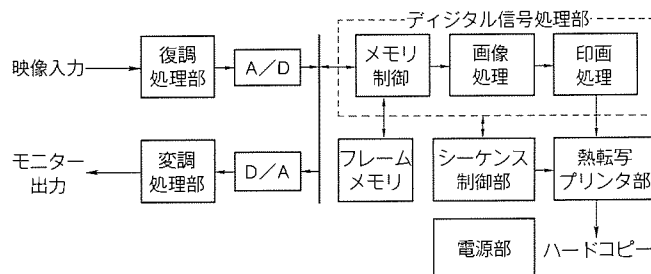 ディジタル信号処理部
映像入力
復調
処理部
A/D
メモリ
制御
画像
処理
印画
処理
モニター
出力
変調
処理部
D/A
フレーム
メモリ
シーケンス
制御部
熱転写
プリンタ部
電源部
ハードコピー